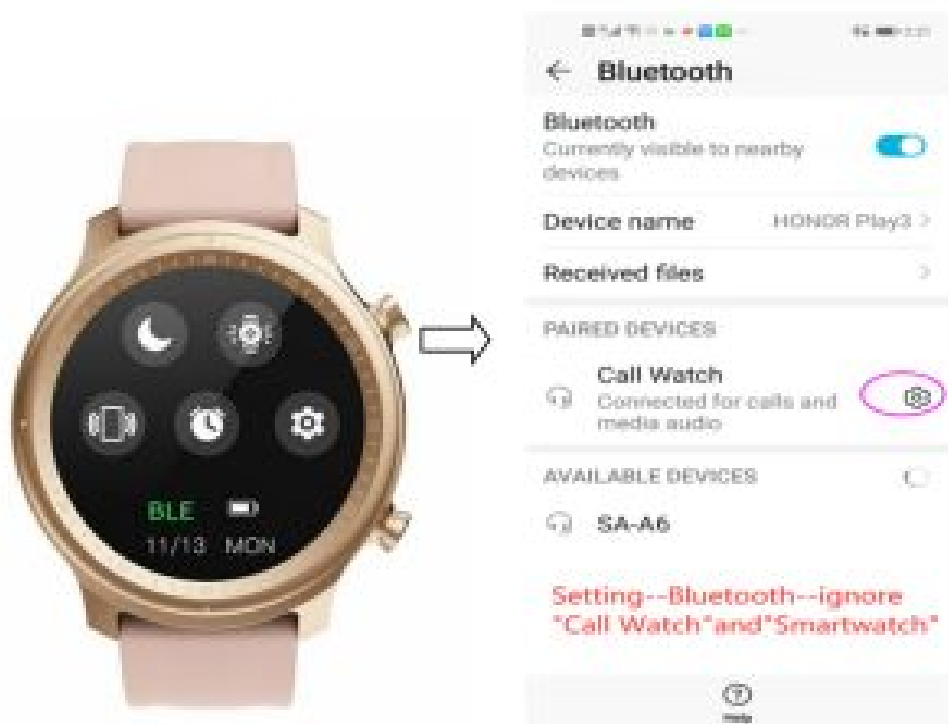 BLE
11/13 MON
Bluetooth
Bluetooth
Currently visible to nearby
devices
Device name HONOR Play3
Received files
PAIRED DEVICES
Call Watch
Connected for calls and
media audio
AVAILABLE DEVICES
SA-A6
Setting--Bluetooth--ignore
"Call Watch"and"Smartwatch"
Help